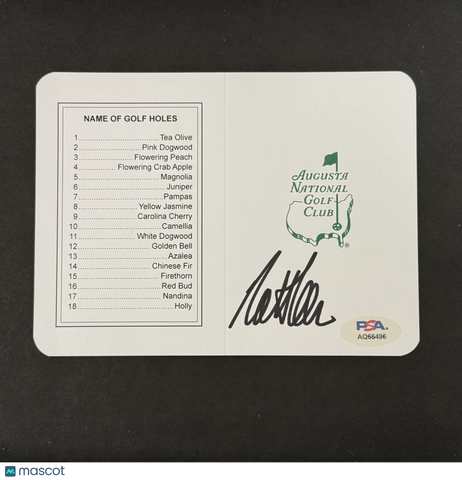 NAME OF GOLF HOLES
1 Tea Olive
2 Pink Dogwood
3 Flowering Peach
4 Flowering Crab Apple
5 Magnolia
6 Juniper
7 Pampas
8 Yellow Jasmine
9 Carolina Cherry
10 Camellia
11 White Dogwood
12 Golden Bell
13 Azalea
14 Chinese Fir
15 Firethorn
16 Red Bud
17 Nandina
18 Holly
AUGUSTA
NATIONAL
GOLF
CLUB
®
PSA.
AQ66496
mascot